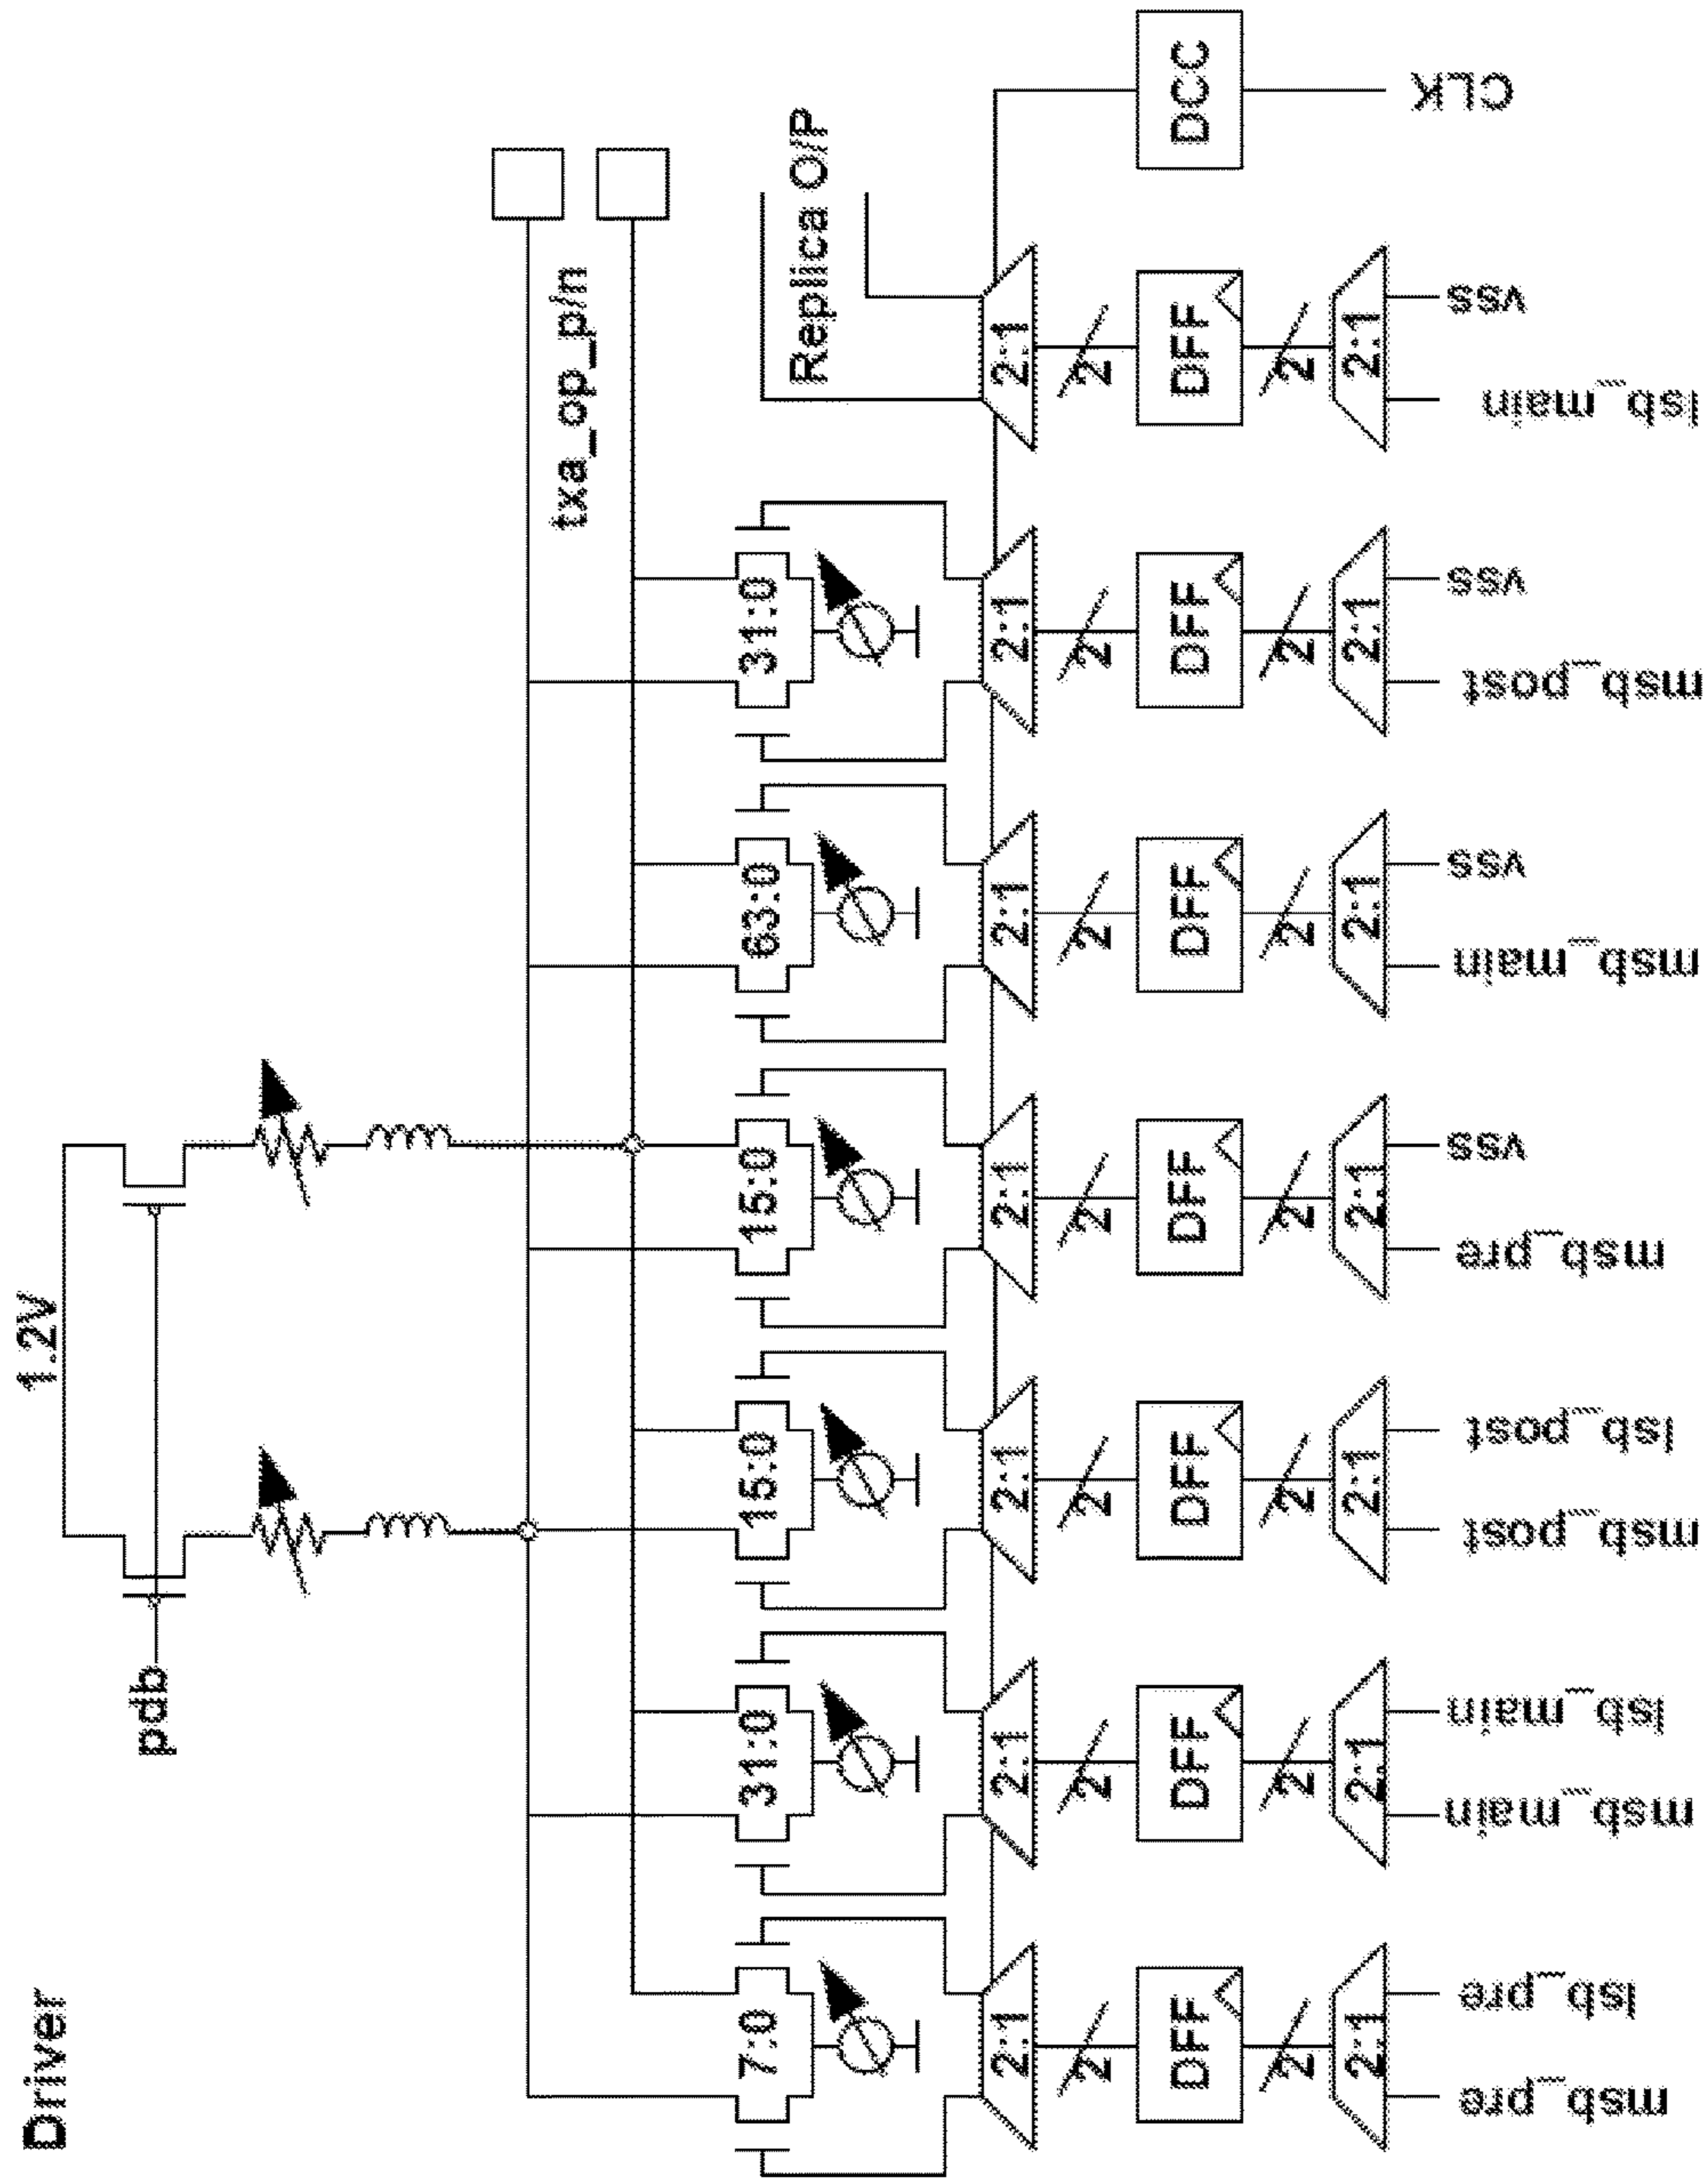 Driver
1.2V
pdb
txa_op_p/n
Replica O/P
7:0
31:0
15:0
15:0
63:0
31:0
2:1
2:1
2:1
2:1
2:1
2:1
2:1
2
2
2
2
2
2
2
DFF
DFF
DFF
DFF
DFF
DFF
DFF
DCC
2
2
2
2
2
2
2
2:1
2:1
2:1
2:1
2:1
2:1
2:1
msb_pre
lsb_pre
msb_main
lsb_main
msb_post
lsb_post
msb_pre
vss
msb_main
vss
msb_post
vss
lsb_main
vss
CLK